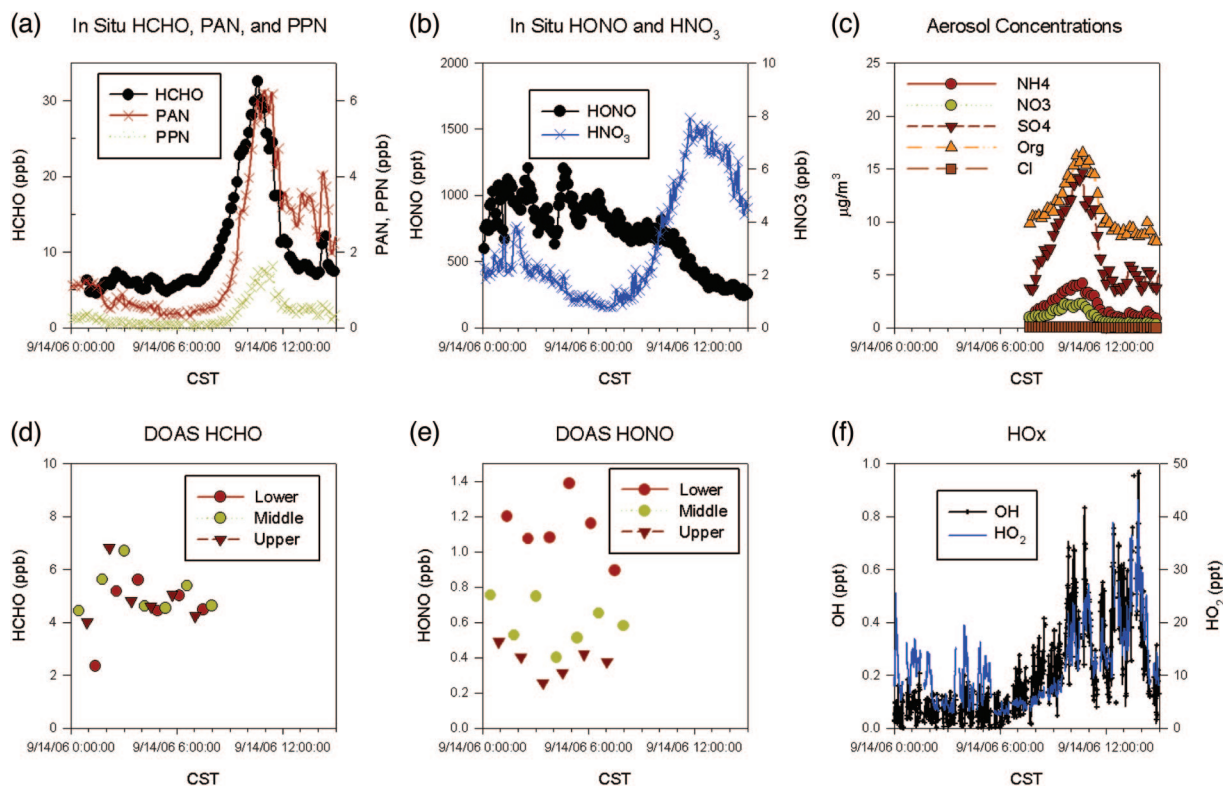 (a) In Situ HCHO, PAN, and PPN
HCHO (ppb)
35
30
20
10
0
HCHO
PAN
PPN
6
4
2
0
PAN, PPN (ppb)
9/14/06 0:00:00 9/14/06 6:00:00 9/14/06 12:00:00
CST
(b) In Situ HONO and HNO3
HONO (ppt)
2000
1500
1000
500
0
HONO
HNO3
10
8
6
4
2
0
HNO3 (ppb)
9/14/06 0:00:00 9/14/06 6:00:00 9/14/06 12:00:00
CST
(c) Aerosol Concentrations
µg/m3
25
20
15
10
5
0
NH4
NO3
SO4
Org
Cl
9/14/06 0:00:00 9/14/06 6:00:00 9/14/06 12:00:00
CST
(d) DOAS HCHO
HCHO (ppb)
10
8
6
4
2
0
Lower
Middle
Upper
9/14/06 0:00:00 9/14/06 6:00:00 9/14/06 12:00:00
CST
(e) DOAS HONO
HONO (ppb)
1.4
1.2
1.0
0.8
0.6
0.4
0.2
0.0
Lower
Middle
Upper
9/14/06 0:00:00 9/14/06 6:00:00 9/14/06 12:00:00
CST
(f) HOx
OH (ppt)
1.0
0.8
0.6
0.4
0.2
0.0
OH
HO2
50
40
30
20
10
0
HO2 (ppt)
9/14/06 0:00:00 9/14/06 6:00:00 9/14/06 12:00:00
CST